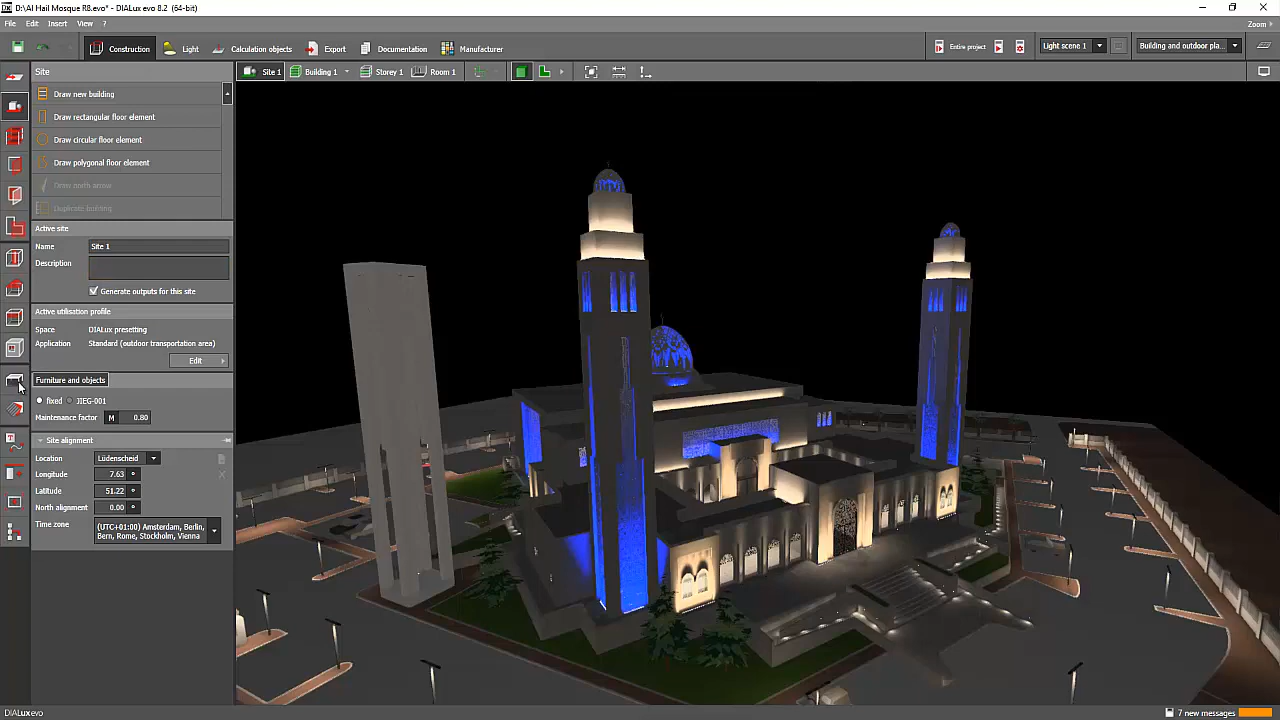 D:\Al Hail Mosque R8.evo* - DIALux evo 8.2 (64-bit)
File Edit Insert View ?
Zoom
Construction Light Calculation objects Export Documentation Manufacturer
Entire project Light scene 1 Building and outdoor pla...
Site
Site 1 Building 1 Storey 1 Room 1
Draw new building
Draw rectangular floor element
Draw circular floor element
Draw polygonal floor element
Draw north arrow
Duplicate building
Active site
Name Site 1
Description
Generate outputs for this site
Active utilisation profile
Space DIALux presetting
Application Standard (outdoor transportation area)
Edit
Furniture and objects
fixed JIEG-001
Maintenance factor M 0.80
Site alignment
Location Lüdenscheid
Longitude 7.63 °
Latitude 51.22 °
North alignment 0.00 °
Time zone (UTC+01:00) Amsterdam, Berlin,
Bern, Rome, Stockholm, Vienna
DIALux evo
7 new messages